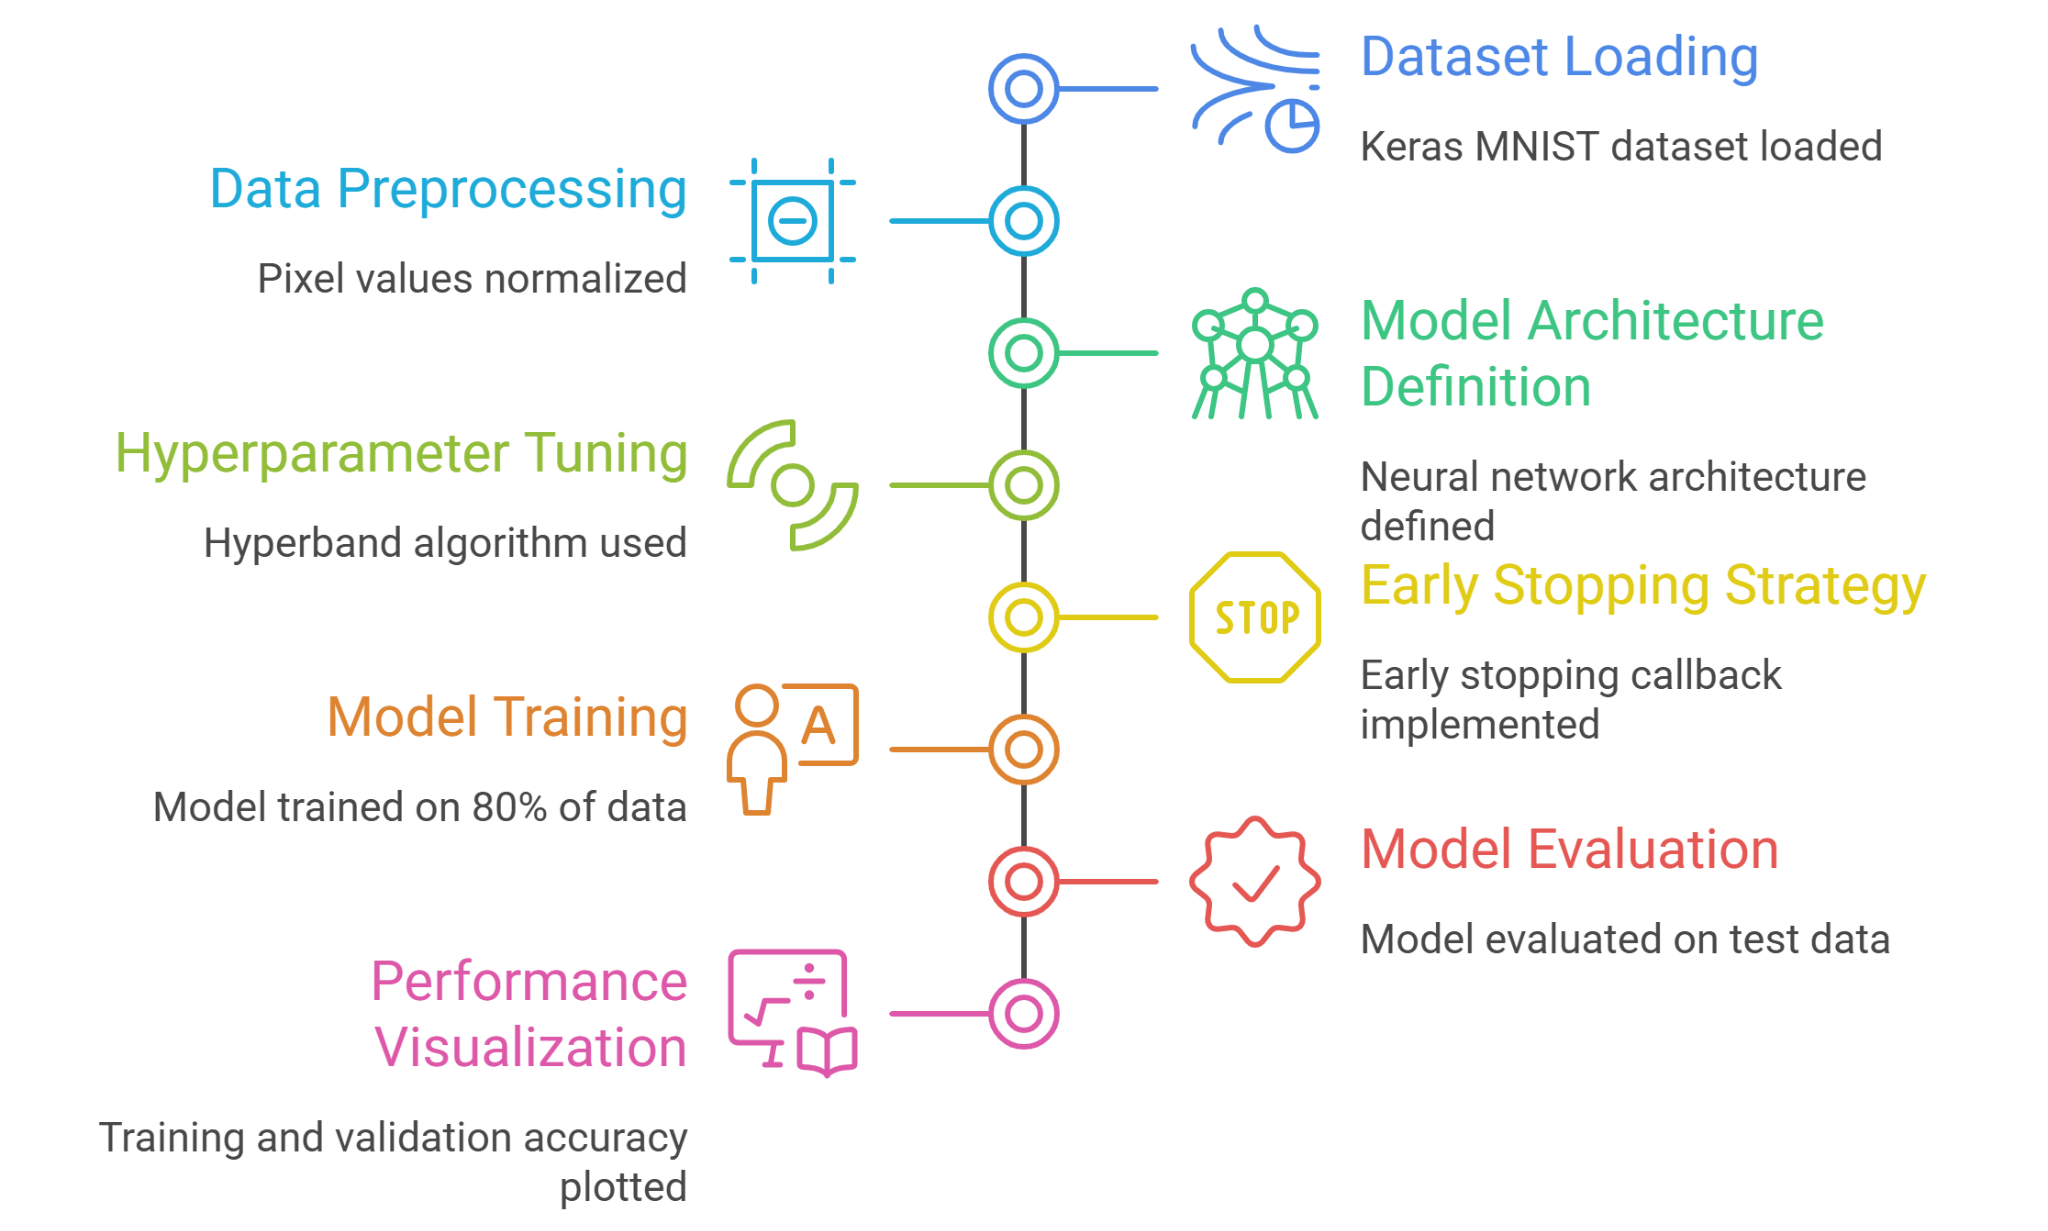 Dataset Loading
Keras MNIST dataset loaded
Data Preprocessing
Pixel values normalized
Model Architecture
Definition
Neural network architecture
defined
Hyperparameter Tuning
Hyperband algorithm used
STOP
Early Stopping Strategy
Early stopping callback
implemented
Model Training
A
Model trained on 80% of data
Model Evaluation
Model evaluated on test data
Performance
Visualization
Training and validation accuracy
plotted